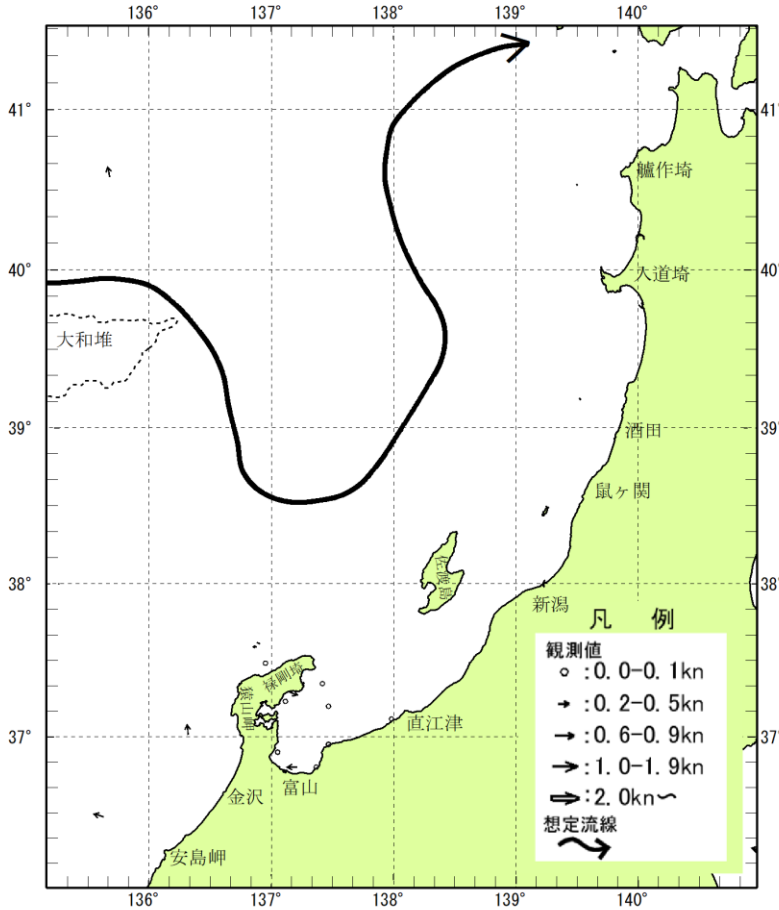 136°
137°
138°
139°
140°
41°
41°
艫作埼
40°
入道埼
40°
大和堆
39°
酒田
39°
鼠ヶ関
38°
佐渡島
38°
新潟
凡 例
観測値
○ :0.0-0.1kn
:0.2-0.5kn
:0.6-0.9kn
:1.0-1.9kn
:2.0kn~
想定流線
禄剛埼
猿山岬
37°
直江津
37°
富山
金沢
安島岬
136°
137°
138°
139°
140°